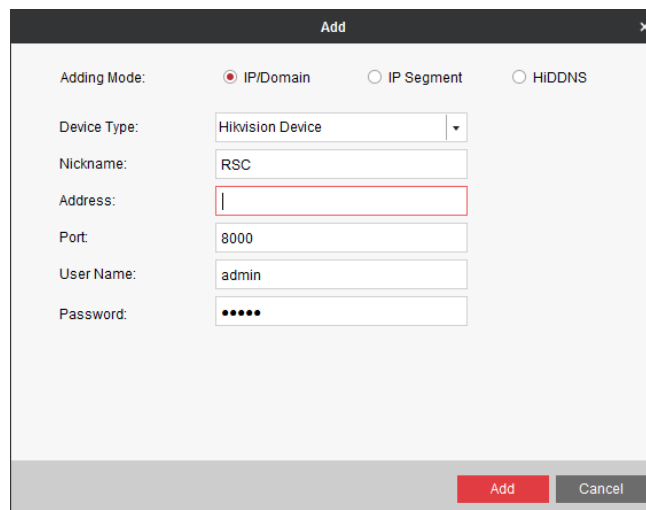 Add ×
Adding Mode: IP/Domain IP Segment HiDDNS
Device Type: Hikvision Device
Nickname: RSC
Address:
Port: 8000
User Name: admin
Password: ●●●●●
Add Cancel